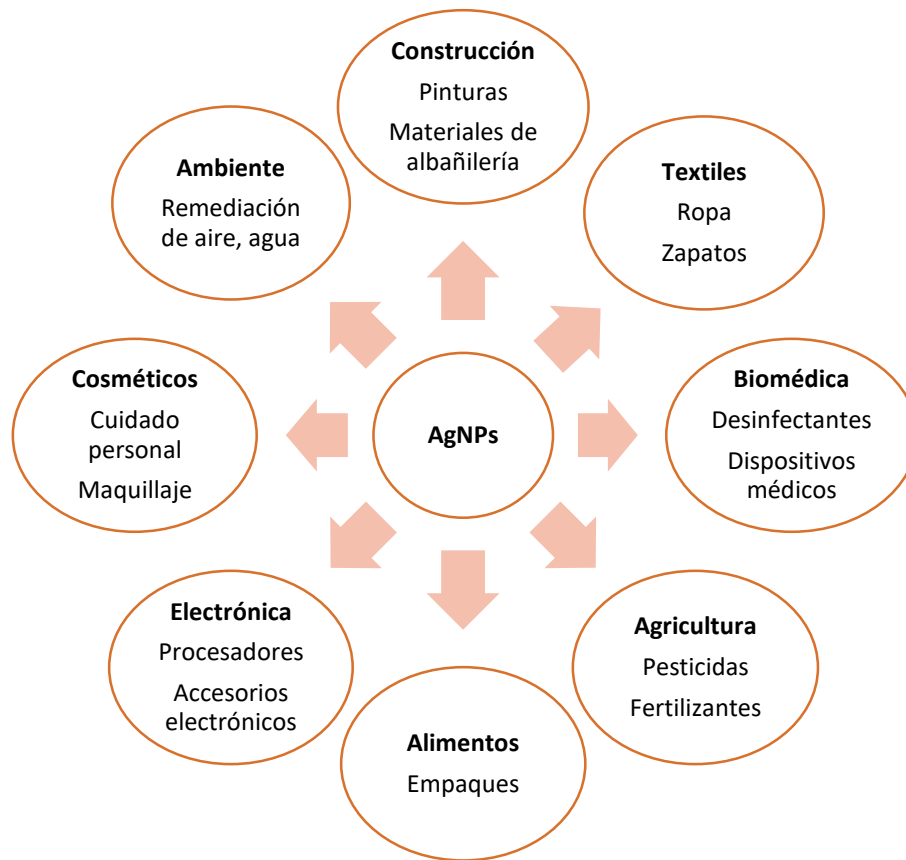 Construcción
Pinturas
Materiales de
albañilería
Textiles
Ropa
Zapatos
Biomédica
Desinfectantes
Dispositivos
médicos
Agricultura
Pesticidas
Fertilizantes
Alimentos
Empaques
Electrónica
Procesadores
Accesorios
electrónicos
Cosméticos
Cuidado
personal
Maquillaje
Ambiente
Remediación
de aire, agua
AgNPs